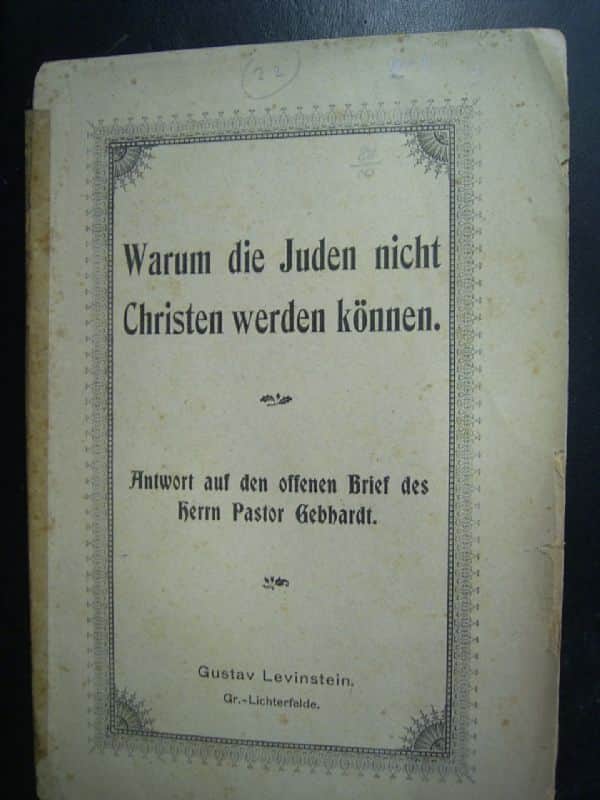 22
Warum die Juden nicht
Christen werden können.
Antwort auf den offenen Brief des
Herrn Pastor Gebhardt.
Gustav Levinstein.
Gr.-Lichterfelde.